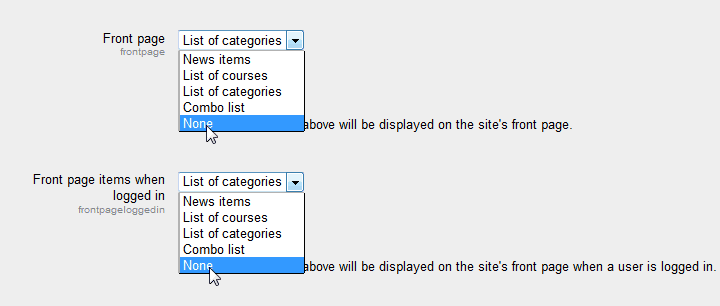 Front page
frontpage
List of categories
News items
List of courses
List of categories
Combo list
None
above will be displayed on the site's front page.
Front page items when
logged in
frontpageloggedin
List of categories
News items
List of courses
List of categories
Combo list
None
above will be displayed on the site's front page when a user is logged in.